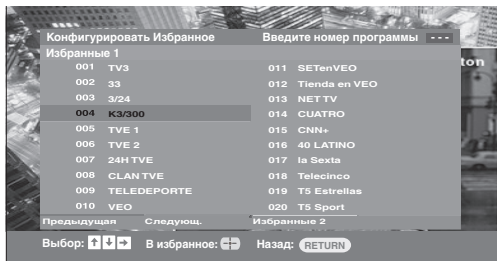 Конфигурировать Избранное Введите номер программы ---
Избранные 1
ton
001 TV3
002 33
003 3/24
004 K3/300
005 TVE 1
006 TVE 2
007 24H TVE
008 CLAN TVE
009 TELEDEPORTE
010 VEO
011 SETenVEO
012 Tienda en VEO
013 NET TV
014 CUATRO
015 CNN+
016 40 LATINO
017 la Sexta
018 Telecinco
019 T5 Estrellas
020 T5 Sport
Предыдущая Следующ. Избранные 2
Выбор: ↑ ↓ → В избранное: Назад: RETURN